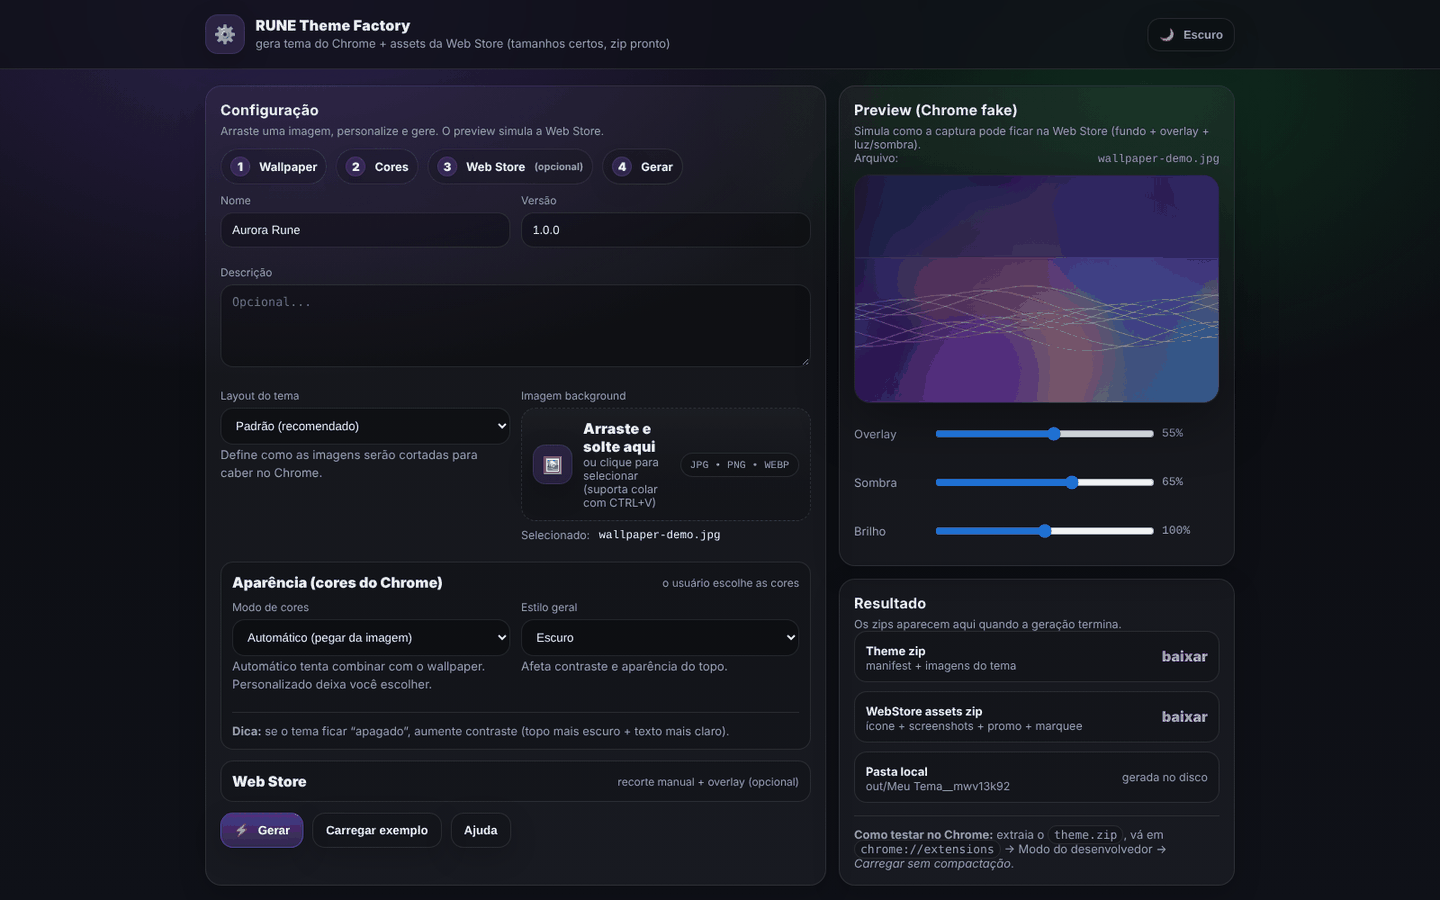 RUNE Theme Factory
gera tema do Chrome + assets da Web Store (tamanhos certos, zip pronto)
Escuro
Configuração
Arraste uma imagem, personalize e gere. O preview simula a Web Store.
1 Wallpaper
2 Cores
3 Web Store (opcional)
4 Gerar
Nome
Aurora Rune
Versão
1.0.0
Descrição
Opcional...
Layout do tema
Padrão (recomendado)
Define como as imagens serão cortadas para
caber no Chrome.
Imagem background
Arraste e
solte aqui
ou clique para
selecionar
(suporta colar
com CTRL+V)
JPG • PNG • WEBP
Selecionado: wallpaper-demo.jpg
Aparência (cores do Chrome)
o usuário escolhe as cores
Modo de cores
Automático (pegar da imagem)
Automático tenta combinar com o wallpaper.
Personalizado deixa você escolher.
Estilo geral
Escuro
Afeta contraste e aparência do topo.
Dica: se o tema ficar “apagado”, aumente contraste (topo mais escuro + texto mais claro).
Web Store
recorte manual + overlay (opcional)
Gerar
Carregar exemplo
Ajuda
Preview (Chrome fake)
Simula como a captura pode ficar na Web Store (fundo + overlay +
luz/sombra).
Arquivo: wallpaper-demo.jpg
Overlay 55%
Sombra 65%
Brilho 100%
Resultado
Os zips aparecem aqui quando a geração termina.
Theme zip
manifest + imagens do tema
baixar
WebStore assets zip
ícone + screenshots + promo + marquee
baixar
Pasta local
out/Meu Tema__mwv13k92
gerada no disco
Como testar no Chrome: extraia o theme.zip, vá em
chrome://extensions → Modo do desenvolvedor →
Carregar sem compactação.